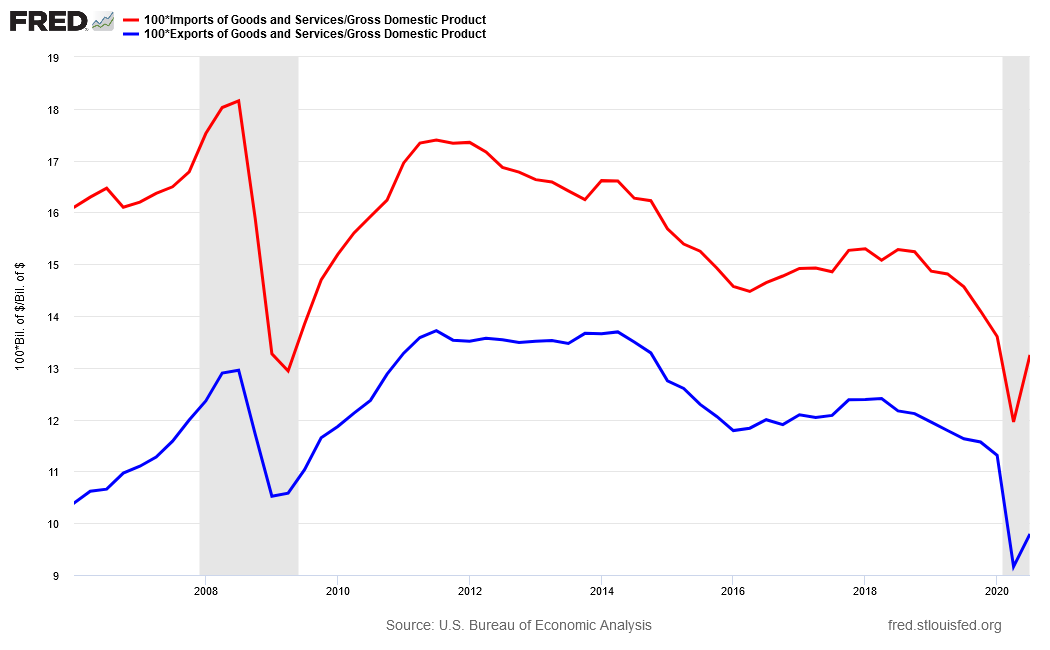 FRED
100*Imports of Goods and Services/Gross Domestic Product
100*Exports of Goods and Services/Gross Domestic Product
100*Bil. of $/Bil. of $
19
18
17
16
15
14
13
12
11
10
9
2008 2010 2012 2014 2016 2018 2020
Source: U.S. Bureau of Economic Analysis
fred.stlouisfed.org